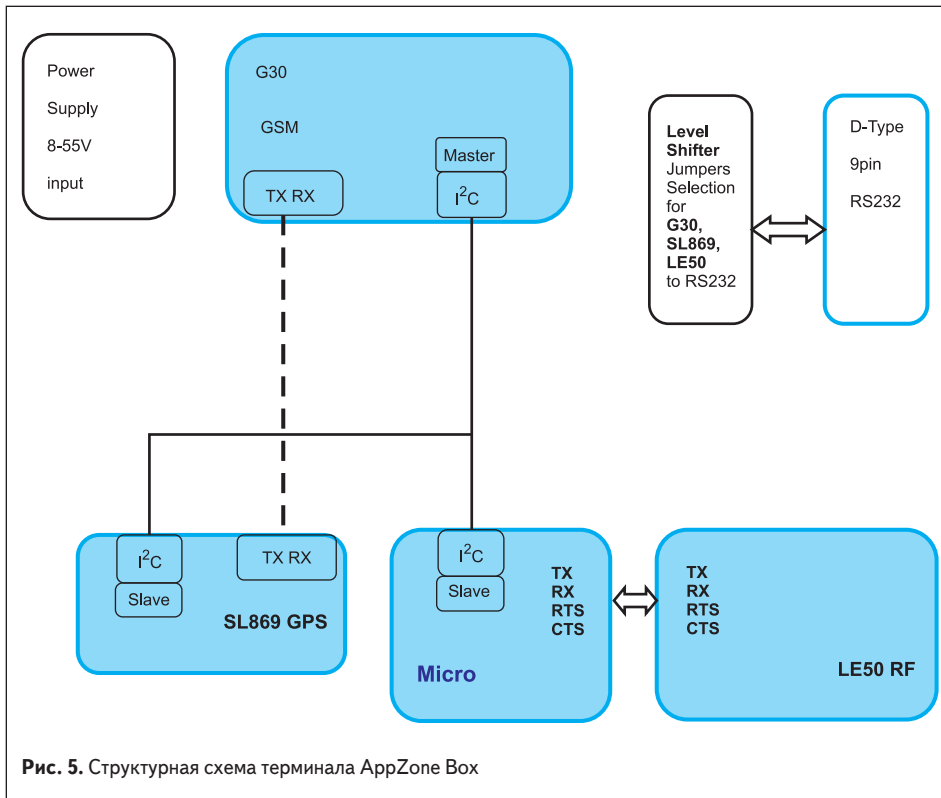 Power
Supply
8-55V
input
G30
GSM
TX RX
Master
I²C
Level
Shifter
Jumpers
Selection
for
G30,
SL869,
LE50
to RS232
D-Type
9pin
RS232
I²C
Slave
TX RX
SL869 GPS
I²C
Slave
TX
RX
RTS
CTS
Micro
TX
RX
RTS
CTS
LE50 RF
Рис. 5. Структурная схема терминала AppZone Box